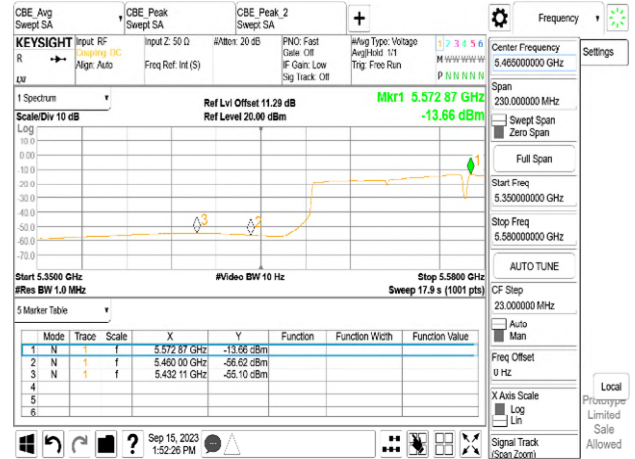 CBE_Avg
Swept SA
CBE_Peak
Swept SA
CBE_Peak_2
Swept SA
+
Frequency
KEYSIGHT
R
Input: RF
Coupling: DC
Align: Auto
Input Z: 50 Ω
Freq Ref: Int (S)
#Atten: 20 dB
PNO: Fast
Gate: Off
IF Gain: Low
Sig Track: Off
#Avg Type: Voltage
Avg|Hold: 1/1
Trig: Free Run
1 2 3 4 5 6
M W W W W W
P N N N N N
LXI
1 Spectrum
Scale/Div 10 dB
Ref Lvl Offset 11.29 dB
Ref Level 20.00 dBm
Mkr1 5.572 87 GHz
-13.66 dBm
Log
10.0
0.00
-10.0
-20.0
-30.0
-40.0
-50.0
-60.0
-70.0
1
2
3
Start 5.3500 GHz
#Res BW 1.0 MHz
#Video BW 10 Hz
Stop 5.5800 GHz
Sweep 17.9 s (1001 pts)
5 Marker Table
Mode Trace Scale X Y Function Function Width Function Value
1 N 1 f 5.572 87 GHz -13.66 dBm
2 N 1 f 5.460 00 GHz -56.62 dBm
3 N 1 f 5.432 11 GHz -55.10 dBm
4
5
6
Sep 15, 2023
1:52:26 PM
?
Center Frequency
5.465000000 GHz
Span
230.000000 MHz
Swept Span
Zero Span
Full Span
Start Freq
5.350000000 GHz
Stop Freq
5.580000000 GHz
AUTO TUNE
CF Step
23.000000 MHz
Auto
Man
Freq Offset
0 Hz
X Axis Scale
Log
Lin
Signal Track
(Span Zoom)
Settings
Local
Prototype
Limited
Sale
Allowed